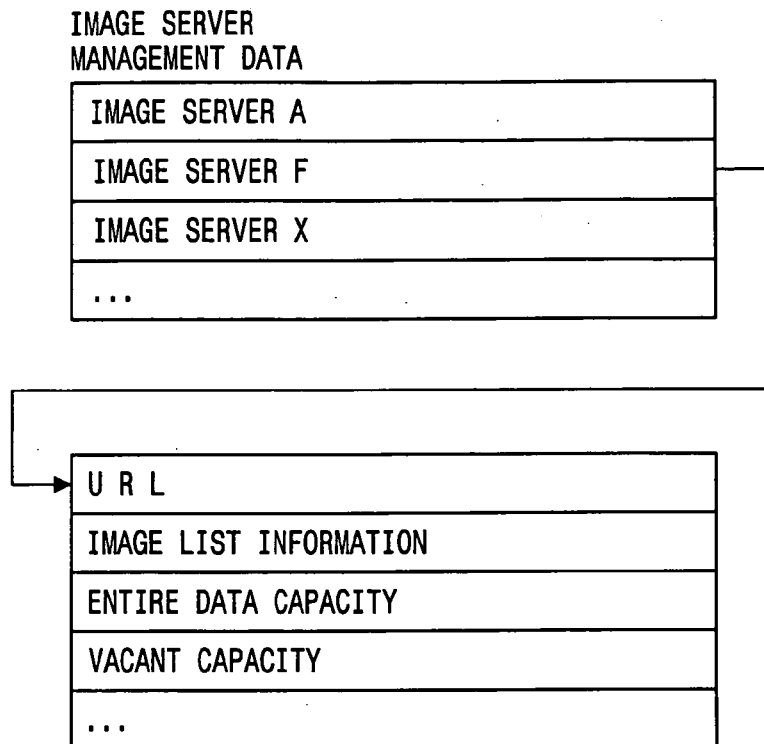 IMAGE SERVER
MANAGEMENT DATA
IMAGE SERVER A
IMAGE SERVER F
IMAGE SERVER X
...
U R L
IMAGE LIST INFORMATION
ENTIRE DATA CAPACITY
VACANT CAPACITY
...